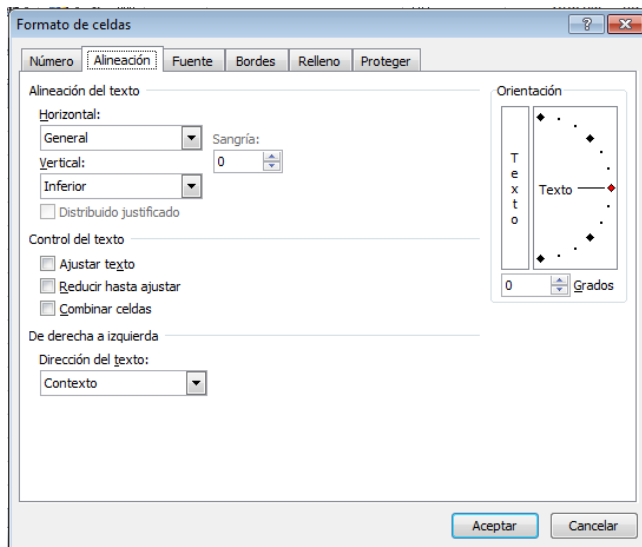 Formato de celdas
Número Alineación Fuente Bordes Relleno Proteger
Alineación del texto
Horizontal:
General
Sangría:
0
Vertical:
Inferior
Distribuido justificado
Control del texto
Ajustar texto
Reducir hasta ajustar
Combinar celdas
De derecha a izquierda
Dirección del texto:
Contexto
Orientación
Texto
Texto
0 Grados
Aceptar Cancelar